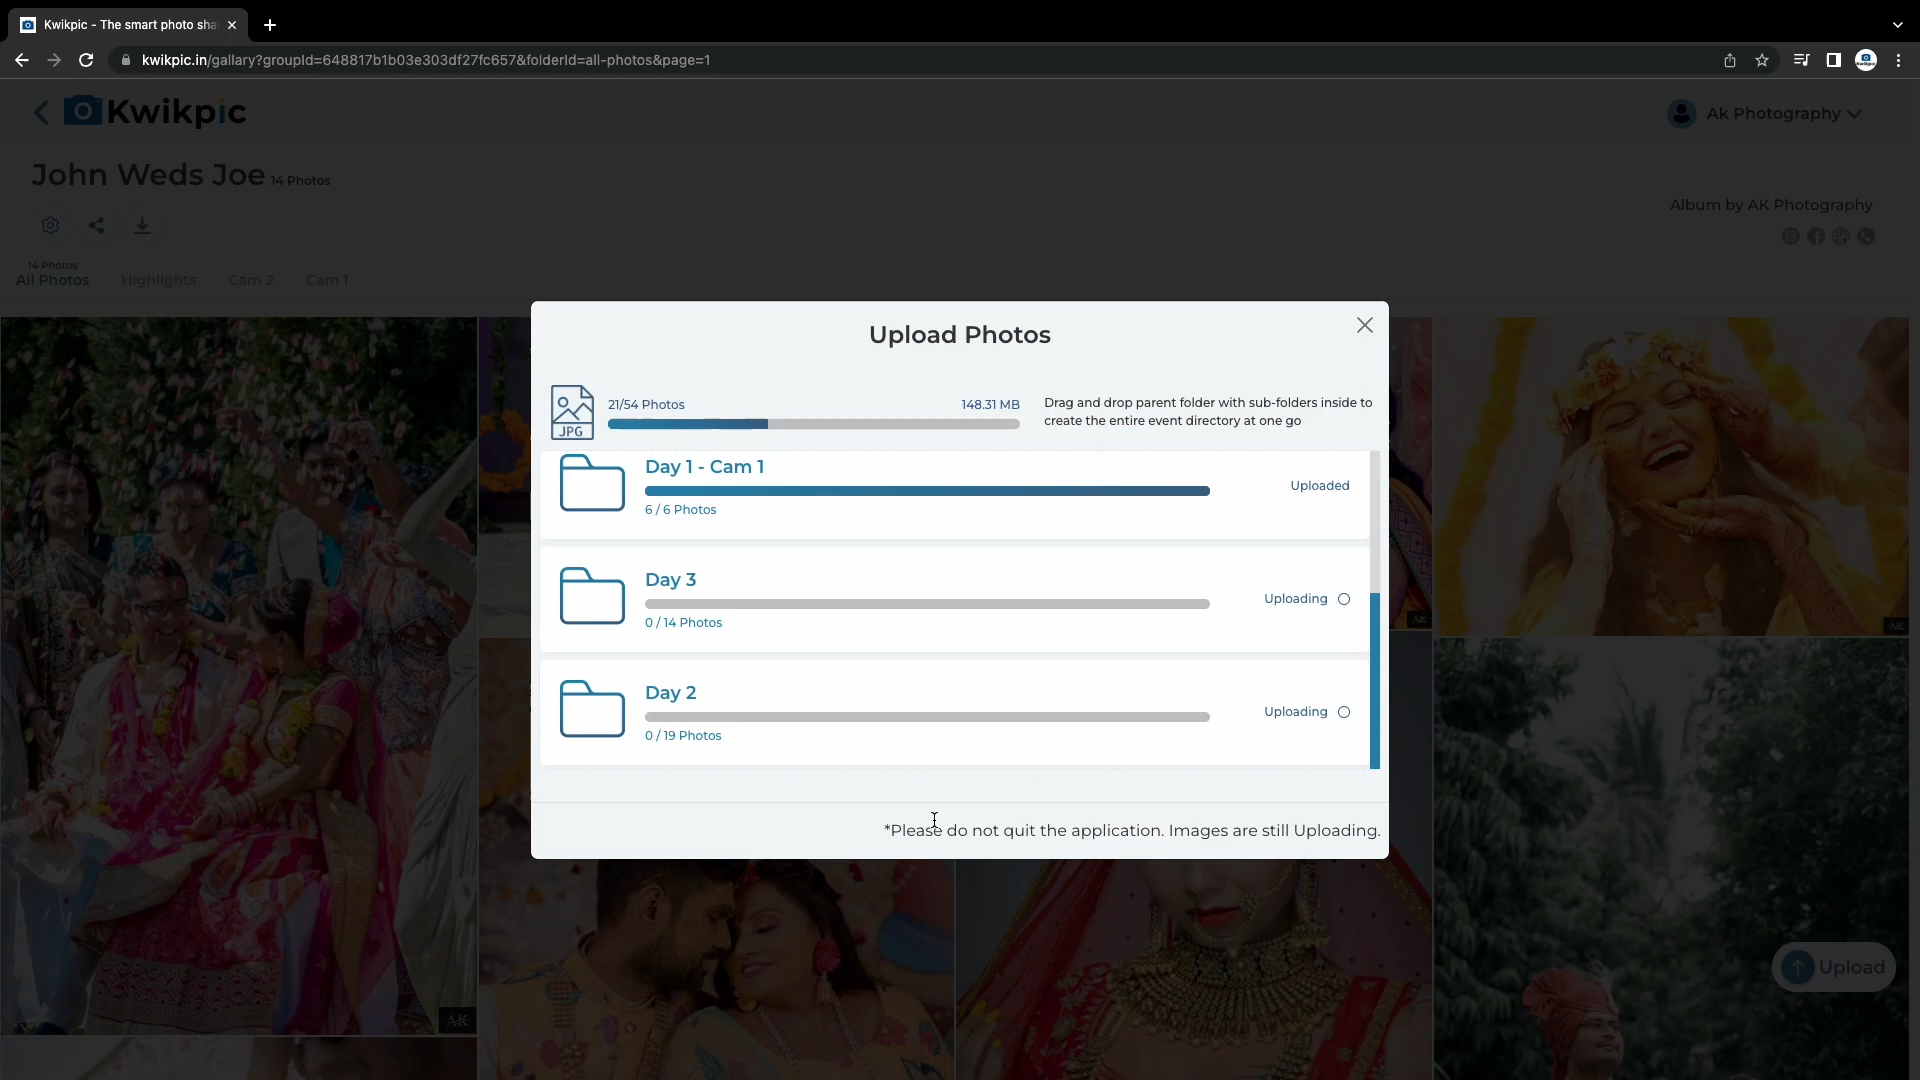 Kwikpic - The smart photo sha
kwikpic.in/gallary?groupId=648817b1b03e303df27fc657&folderId=all-photos&page=1
Kwikpic
Ak Photography
John Weds Joe 14 Photos
Album by AK Photography
14 Photos
All Photos Highlights Cam 2 Cam 1
Upload Photos
JPG
21/54 Photos 148.31 MB
Drag and drop parent folder with sub-folders inside to
create the entire event directory at one go
Day 1 - Cam 1
Uploaded
6 / 6 Photos
Day 3
Uploading
0 / 14 Photos
Day 2
Uploading
0 / 19 Photos
*Please do not quit the application. Images are still Uploading.
Upload
AK
AK
AK